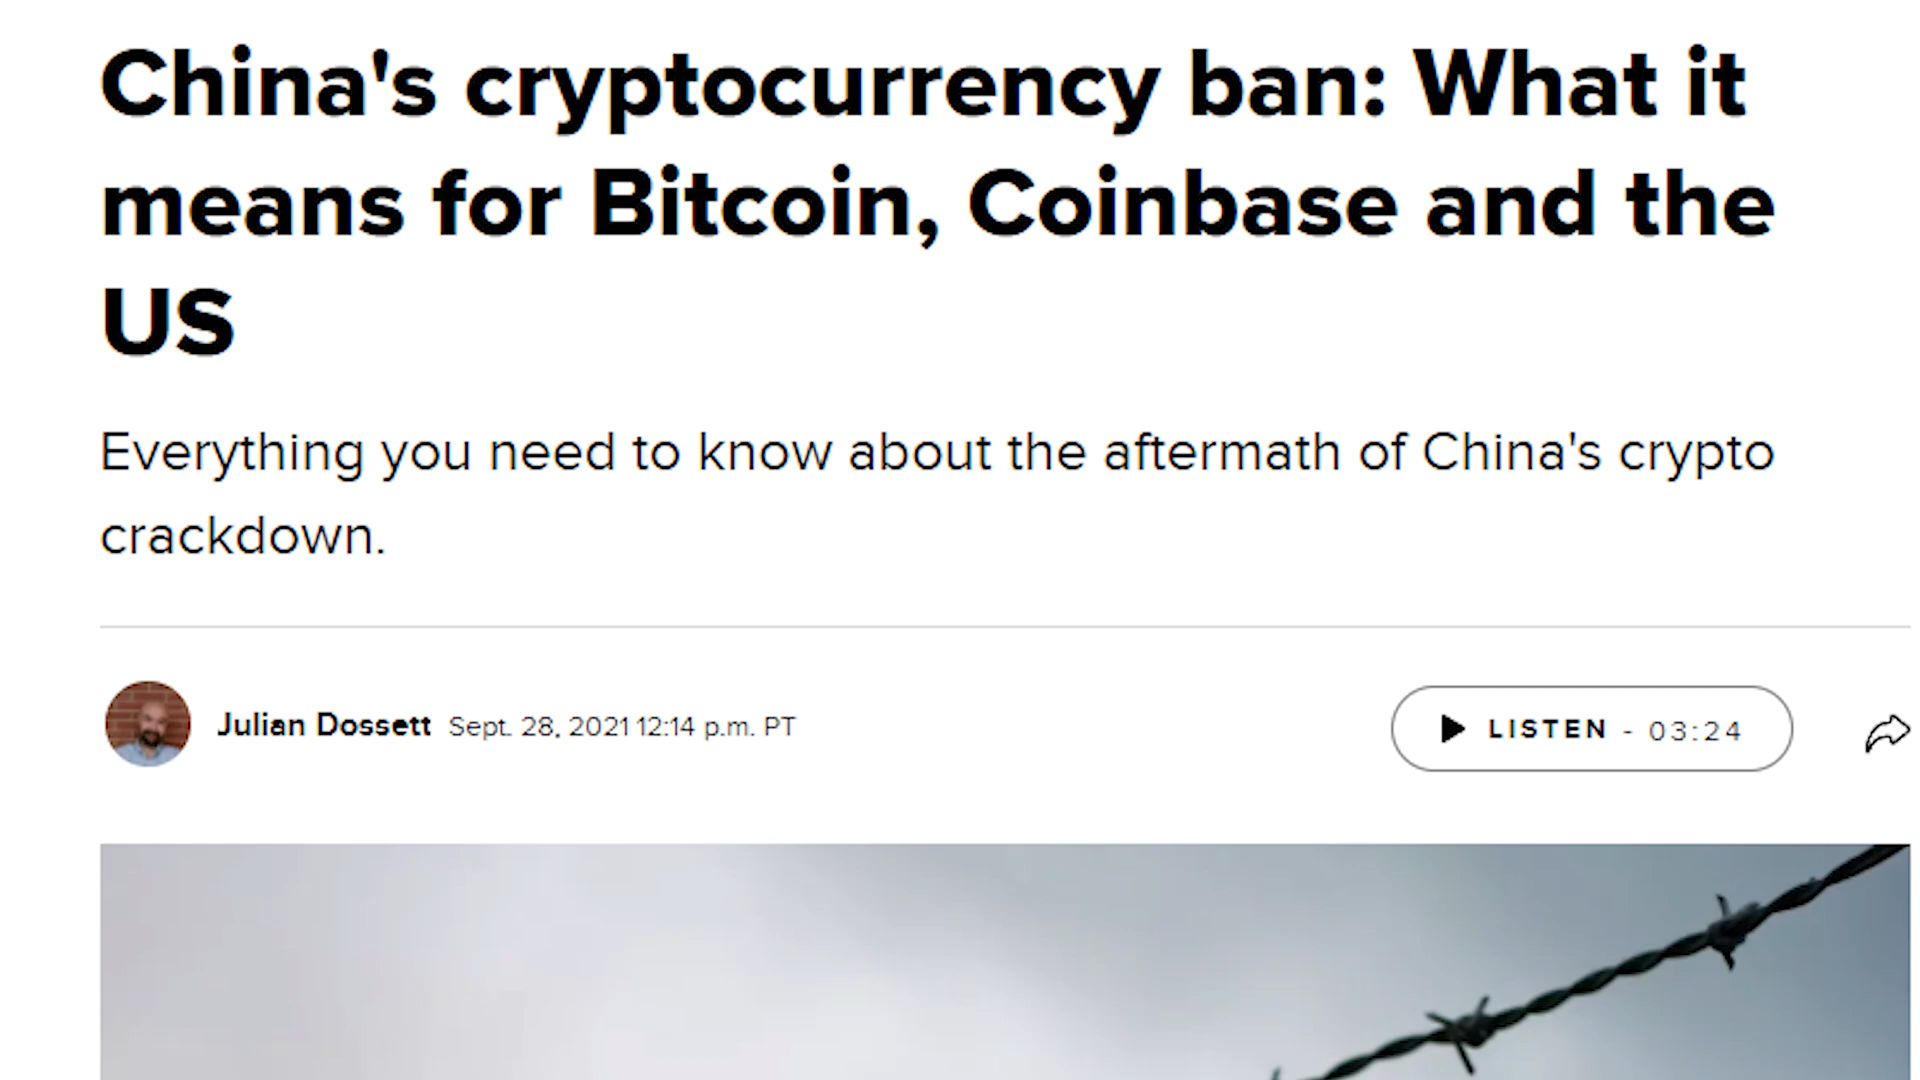 China's cryptocurrency ban: What it
means for Bitcoin, Coinbase and the
US
Everything you need to know about the aftermath of China's crypto
crackdown.
Julian Dossett Sept. 28, 2021 12:14 p.m. PT
LISTEN - 03:24